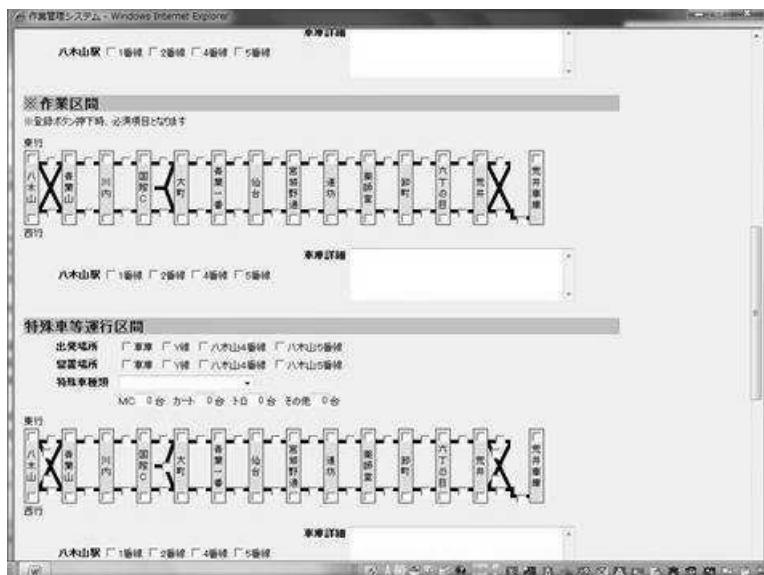 作業管理システム - Windows Internet Explorer
車庫詳細
八木山駅 1番線 2番線 4番線 5番線
※作業区間
※登録ボタン押下時、必須項目となります
東行
八木山 青葉山 川内 国際C 大町 青葉一番 仙台 宮城野通 連坊 薬師堂 卸町 六丁の目 荒井 荒井車庫
西行
車庫詳細
八木山駅 1番線 2番線 4番線 5番線
特殊車等運行区間
出発場所 車庫 Y線 八木山4番線 八木山5番線
留置場所 車庫 Y線 八木山4番線 八木山5番線
特殊車種類
MC 0台 カート 0台 トロ 0台 その他 0台
東行
八木山 青葉山 川内 国際C 大町 青葉一番 仙台 宮城野通 連坊 薬師堂 卸町 六丁の目 荒井 荒井車庫
西行
車庫詳細
八木山駅 1番線 2番線 4番線 5番線